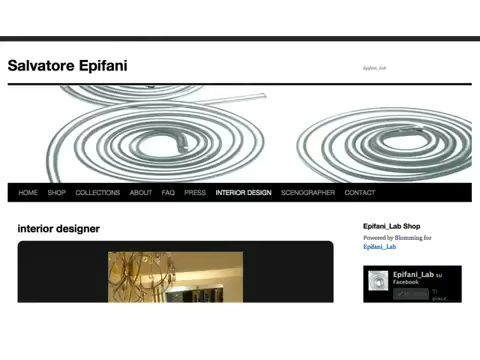 Salvatore Epifani
Epifani_Lab
HOME SHOP COLLECTIONS ABOUT FAQ PRESS INTERIOR DESIGN SCENOGRAPHER CONTACT
interior designer
Epifani_Lab Shop
Powered by Blomming for
Epifani_Lab
Epifani_Lab su
Facebook